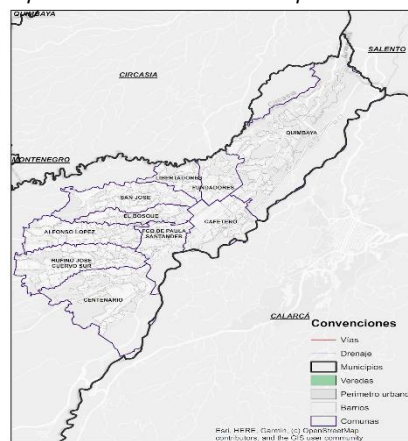 QUIMBAYA
SALENTO
CIRCASIA
QUIMBAYA
MONTENEGRO
LIBERTADORES
FUNDADORES
SAN JOSE
EL BOSQUE
CAFETERO
ALFONSO LOPEZ
FCO DE PAULA
SANTANDER
RUFINO JOSE
CUERVO SUR
CENTENARIO
CALARCÁ
Convenciones
Vías
Drenaje
Municipios
Veredas
Perimetro urbano
Barrios
Comunas
Esri, HERE, Garmin, (c) OpenStreetMap
contributors, and the GIS user community